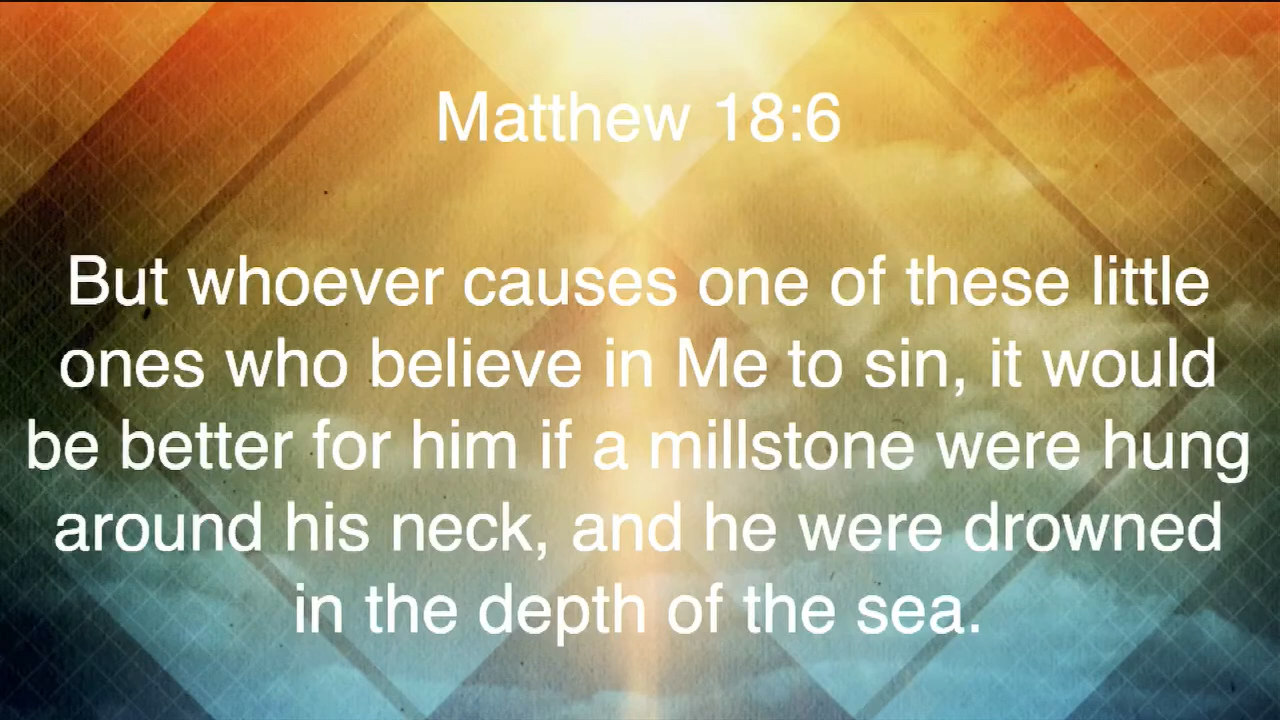 Matthew 18:6
But whoever causes one of these little
ones who believe in Me to sin, it would
be better for him if a millstone were hung
around his neck, and he were drowned
in the depth of the sea.